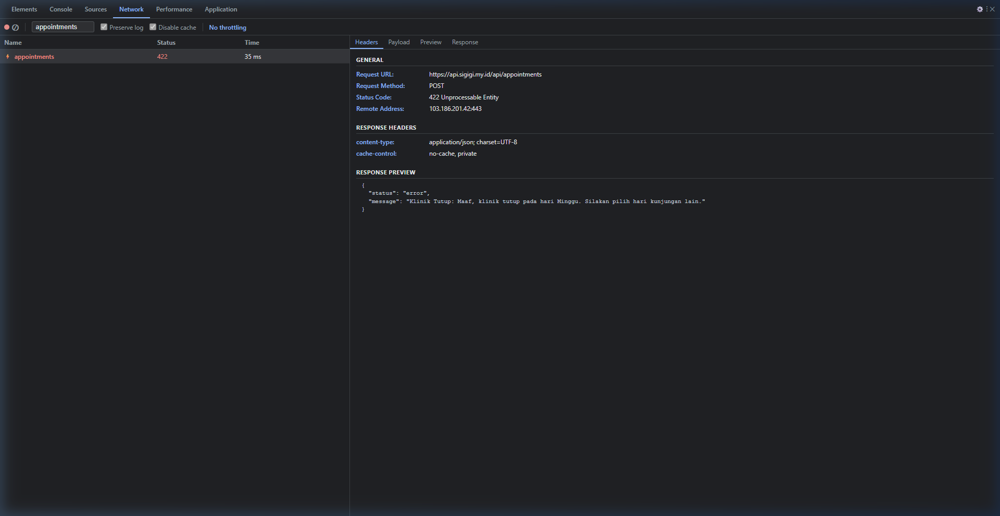 Elements Console Sources Network Performance Application
appointments Preserve log Disable cache No throttling
Name Status Time
appointments 422 35 ms
Headers Payload Preview Response
GENERAL
Request URL: https://api.sigigi.my.id/api/appointments
Request Method: POST
Status Code: 422 Unprocessable Entity
Remote Address: 103.186.201.42:443
RESPONSE HEADERS
content-type: application/json; charset=UTF-8
cache-control: no-cache, private
RESPONSE PREVIEW
{
"status": "error",
"message": "Klinik Tutup: Maaf, klinik tutup pada hari Minggu. Silakan pilih hari kunjungan lain."
}